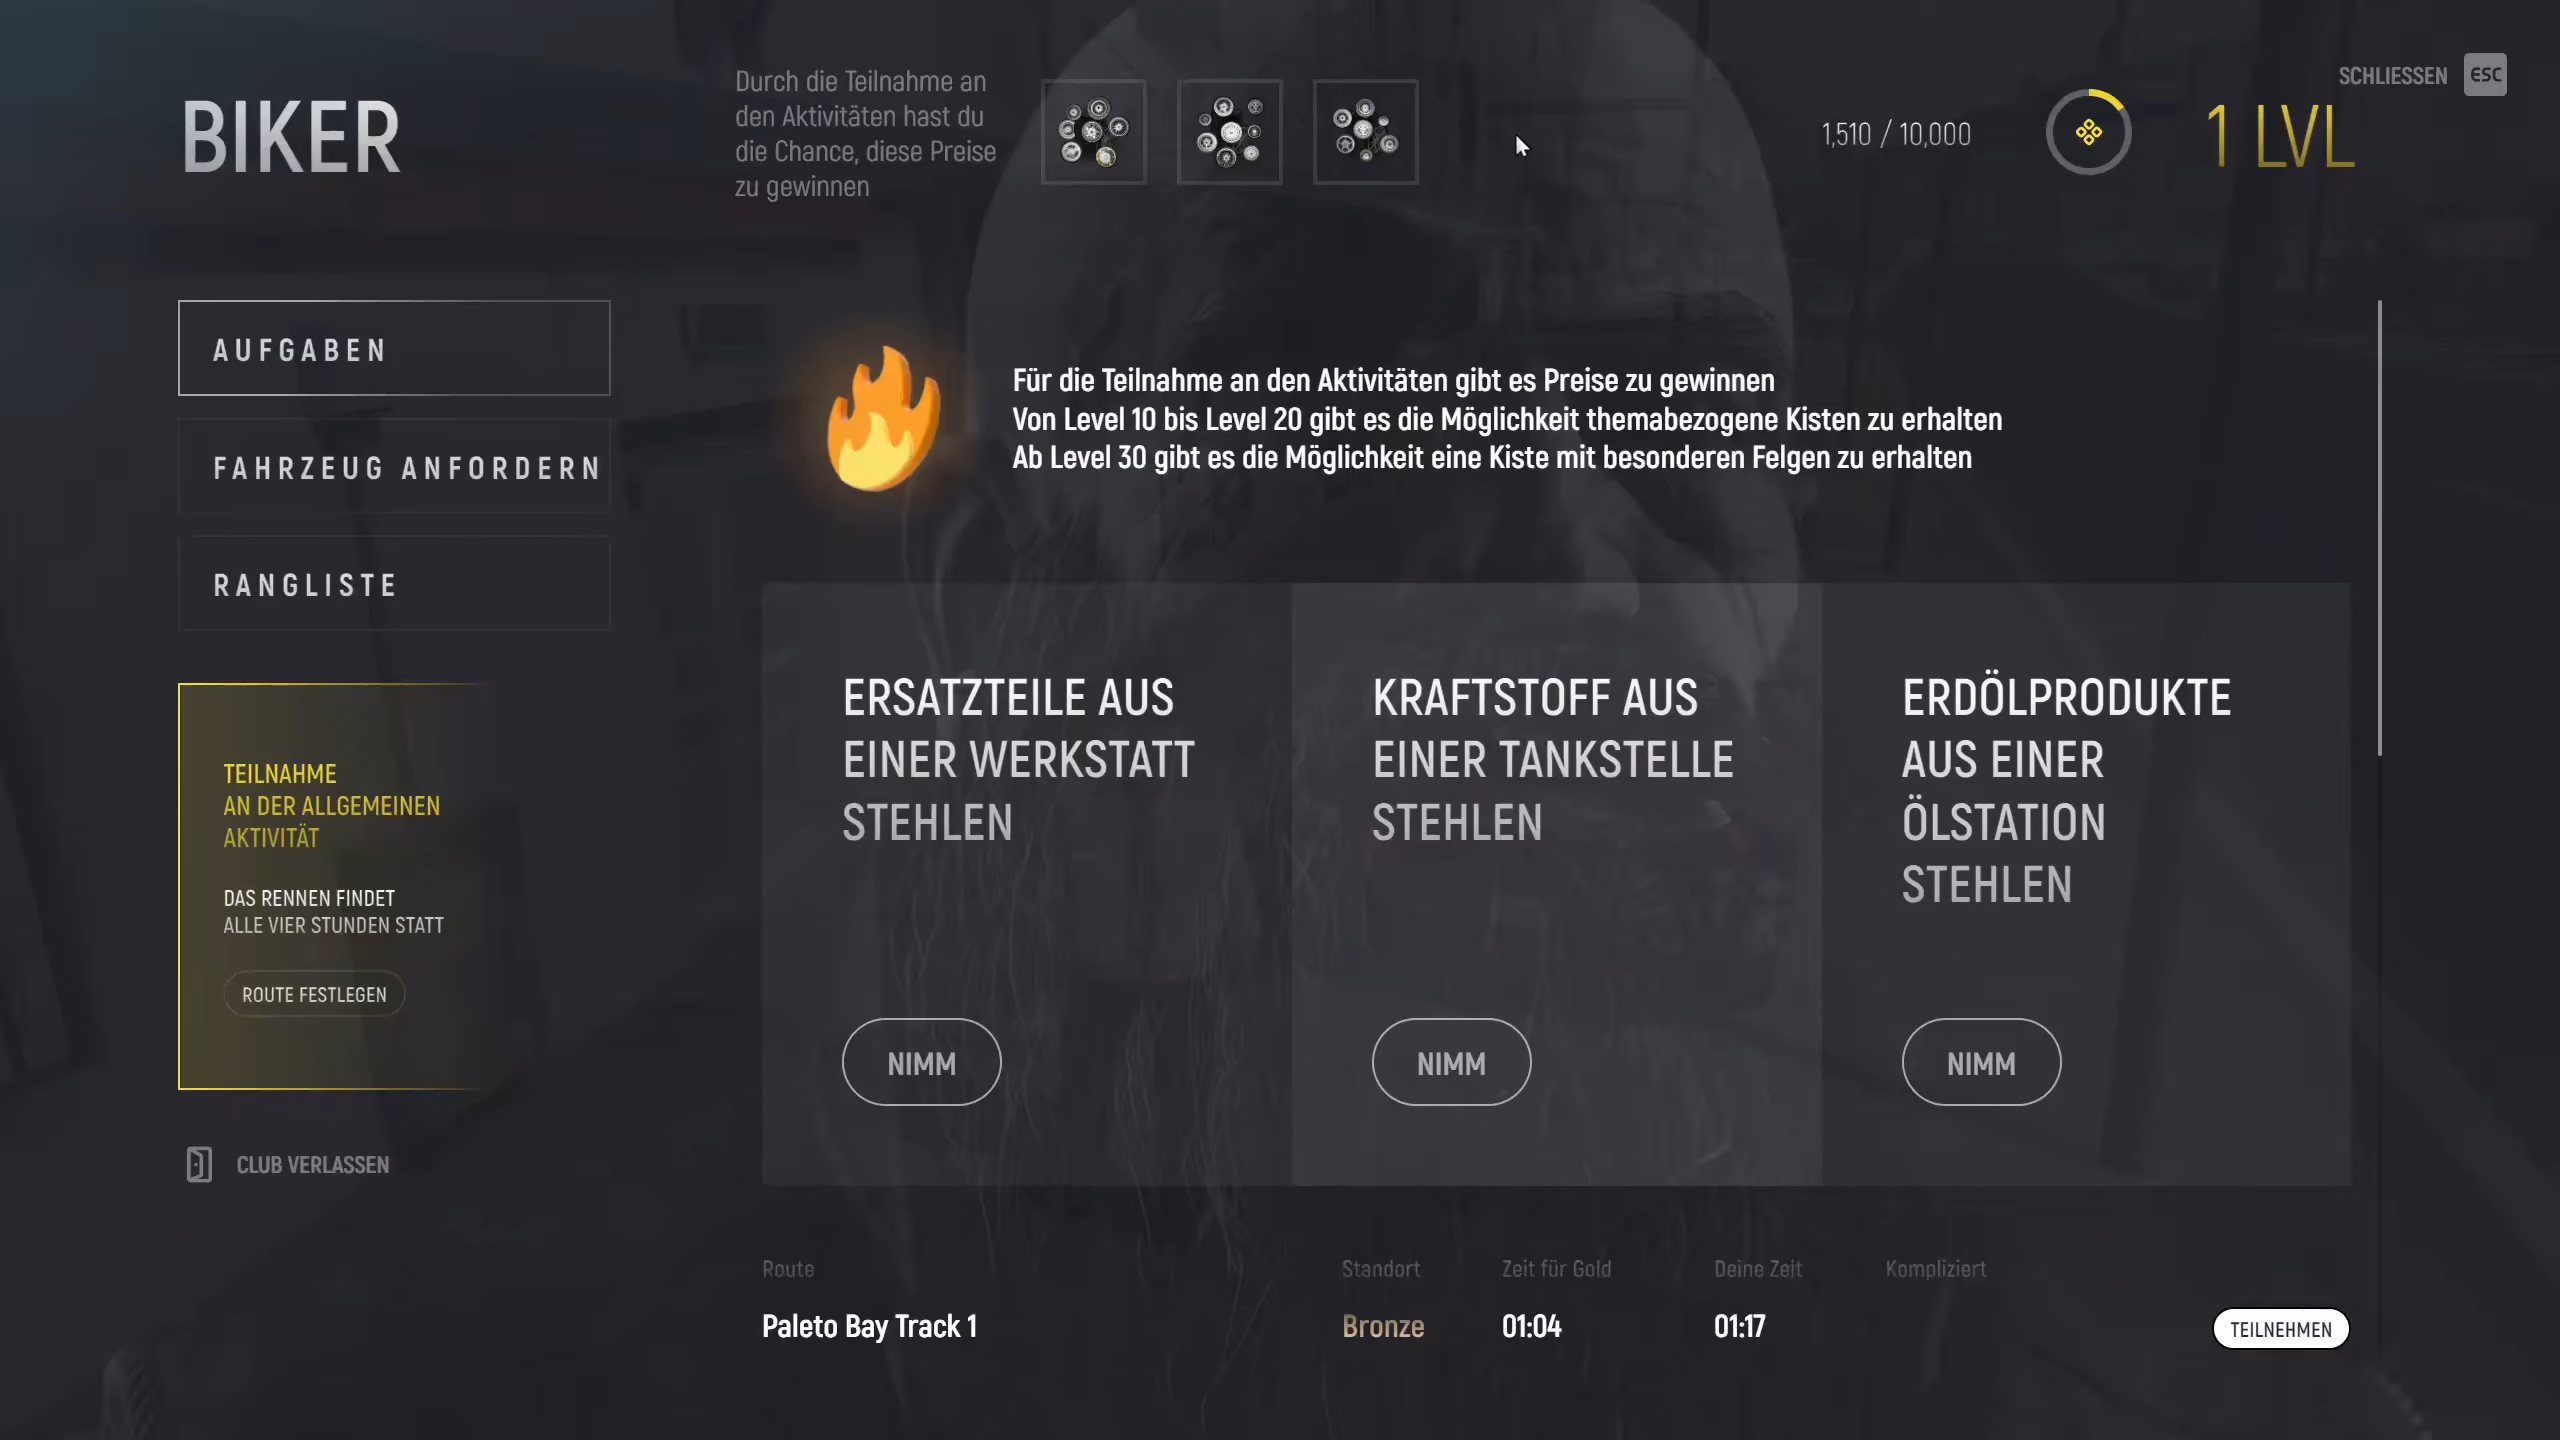 BIKER
Durch die Teilnahme an
den Aktivitäten hast du
die Chance, diese Preise
zu gewinnen
1,510 / 10,000
1 LVL
SCHLIESSEN ESC
AUFGABEN
FAHRZEUG ANFORDERN
RANGLISTE
TEILNAHME
AN DER ALLGEMEINEN
AKTIVITÄT
DAS RENNEN FINDET
ALLE VIER STUNDEN STATT
ROUTE FESTLEGEN
CLUB VERLASSEN
Für die Teilnahme an den Aktivitäten gibt es Preise zu gewinnen
Von Level 10 bis Level 20 gibt es die Möglichkeit themabezogene Kisten zu erhalten
Ab Level 30 gibt es die Möglichkeit eine Kiste mit besonderen Felgen zu erhalten
ERSATZTEILE AUS
EINER WERKSTATT
STEHLEN
NIMM
KRAFTSTOFF AUS
EINER TANKSTELLE
STEHLEN
NIMM
ERDÖLPRODUKTE
AUS EINER
ÖLSTATION
STEHLEN
NIMM
Route Standort Zeit für Gold Deine Zeit Kompliziert
Paleto Bay Track 1 Bronze 01:04 01:17 TEILNEHMEN